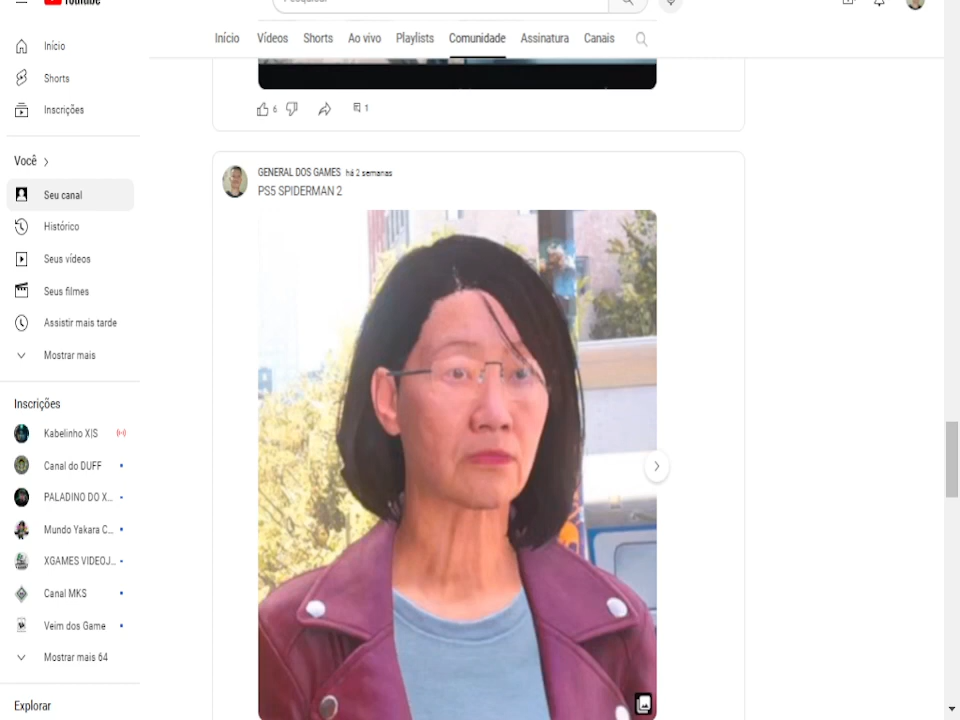 YouTube
Pesquisar
Início
Vídeos
Shorts
Ao vivo
Playlists
Comunidade
Assinatura
Canais
Início
Shorts
Inscrições
Você
Seu canal
Histórico
Seus vídeos
Seus filmes
Assistir mais tarde
Mostrar mais
Inscrições
Kabelinho X|S
Canal do DUFF
PALADINO DO X...
Mundo Yakara C...
XGAMES VIDEOJ...
Canal MKS
Veim dos Game
Mostrar mais 64
Explorar
6
1
GENERAL DOS GAMES há 2 semanas
PS5 SPIDERMAN 2